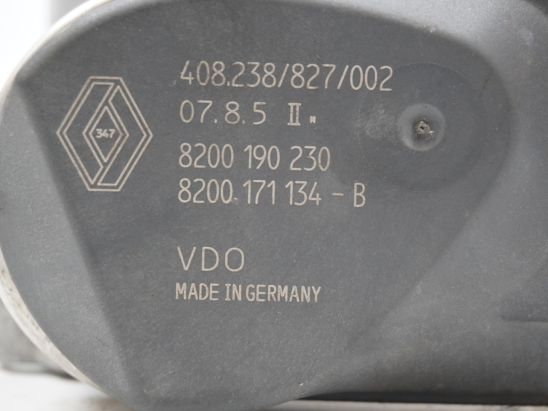 408.238/827/002
07.8.5 II
347
8200 190 230
8200 171 134 - B
VDO
MADE IN GERMANY